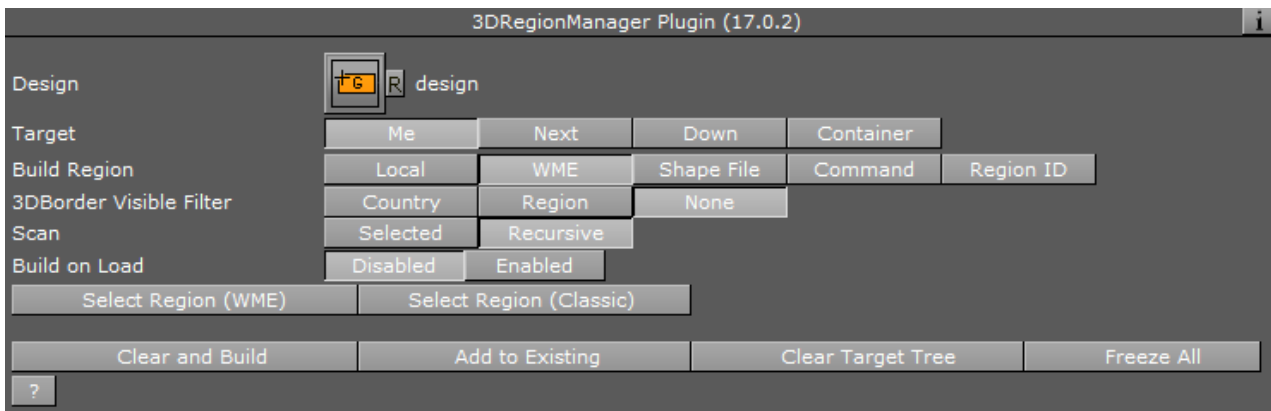 3DRegionManager Plugin (17.0.2) i
Design G R design
Target Me Next Down Container
Build Region Local WME Shape File Command Region ID
3DBorder Visible Filter Country Region None
Scan Selected Recursive
Build on Load Disabled Enabled
Select Region (WME) Select Region (Classic)
Clear and Build Add to Existing Clear Target Tree Freeze All
?